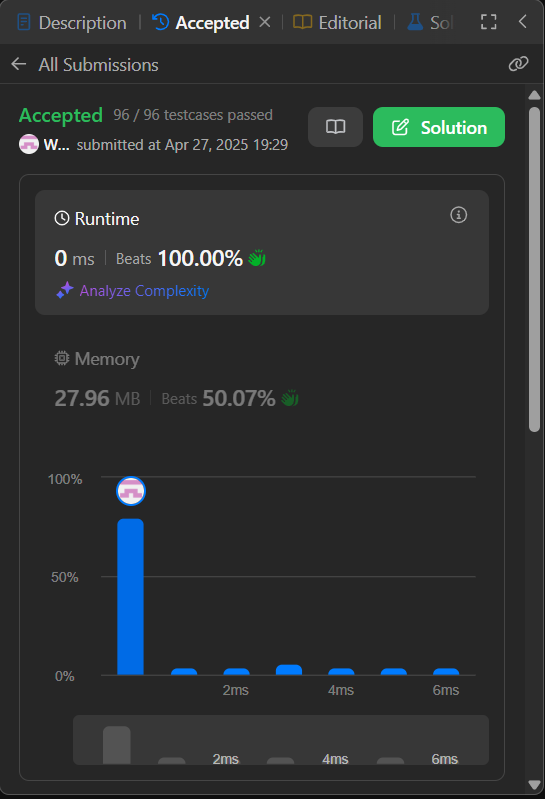 Description Accepted Editorial Sol
All Submissions
Accepted 96 / 96 testcases passed
W... submitted at Apr 27, 2025 19:29
Solution
Runtime
0 ms Beats 100.00%
Analyze Complexity
Memory
27.96 MB Beats 50.07%
100%
50%
0%
2ms 4ms 6ms
2ms 4ms 6ms